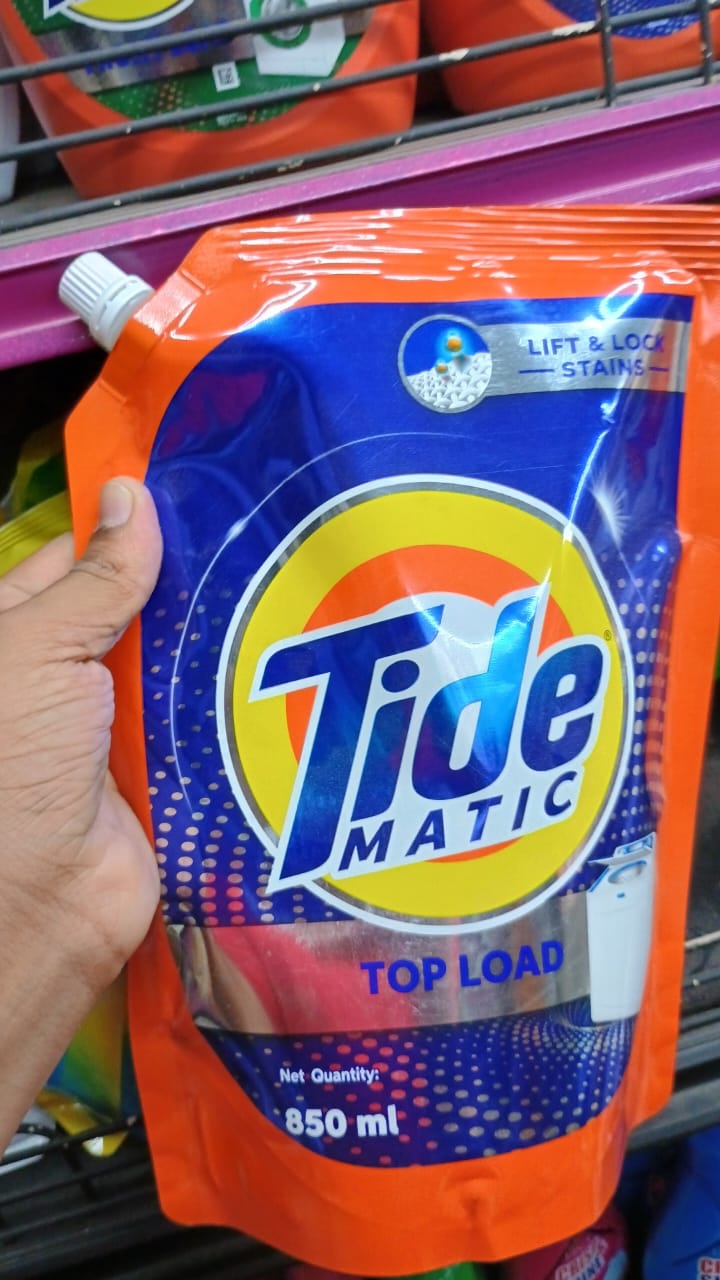 LIFT & LOCK
STAINS
Tide
®
MATIC
TOP LOAD
Net Quantity:
850 ml